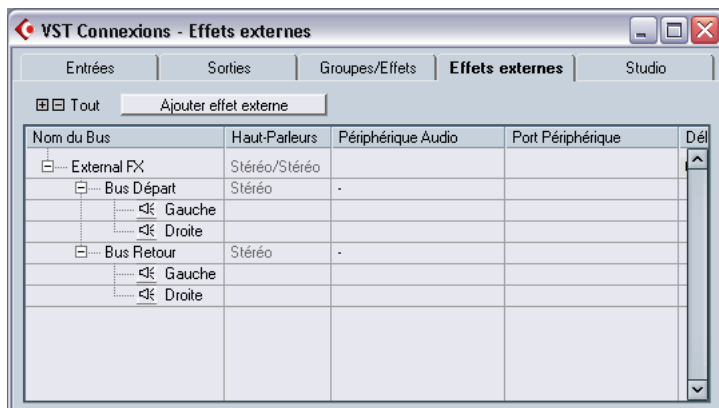 VST Connexions - Effets externes
Entrées Sorties Groupes/Effets Effets externes Studio
Tout Ajouter effet externe
Nom du Bus Haut-Parleurs Périphérique Audio Port Périphérique Dél
External FX Stéréo/Stéréo
Bus Départ Stéréo -
Gauche
Droite
Bus Retour Stéréo -
Gauche
Droite